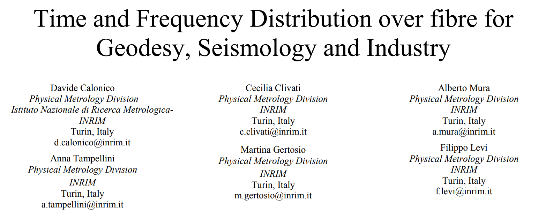 Time and Frequency Distribution over fibre for
Geodesy, Seismology and Industry
Davide Calonico
Physical Metrology Division
Istituto Nazionale di Ricerca Metrologica-
INRIM
Turin, Italy
d.calonico@inrim.it
Anna Tampellini
Physical Metrology Division
INRIM
Turin, Italy
a.tampellini@inrim.it
Cecilia Clivati
Physical Metrology Division
INRIM
Turin, Italy
c.clivati@inrim.it
Martina Gertosio
Physical Metrology Division
INRIM
Turin, Italy
m.gertosio@inrim.it
Alberto Mura
Physical Metrology Division
INRIM
Turin, Italy
a.mura@inrim.it
Filippo Levi
Physical Metrology Division
INRIM
Turin, Italy
f.levi@inrim.it